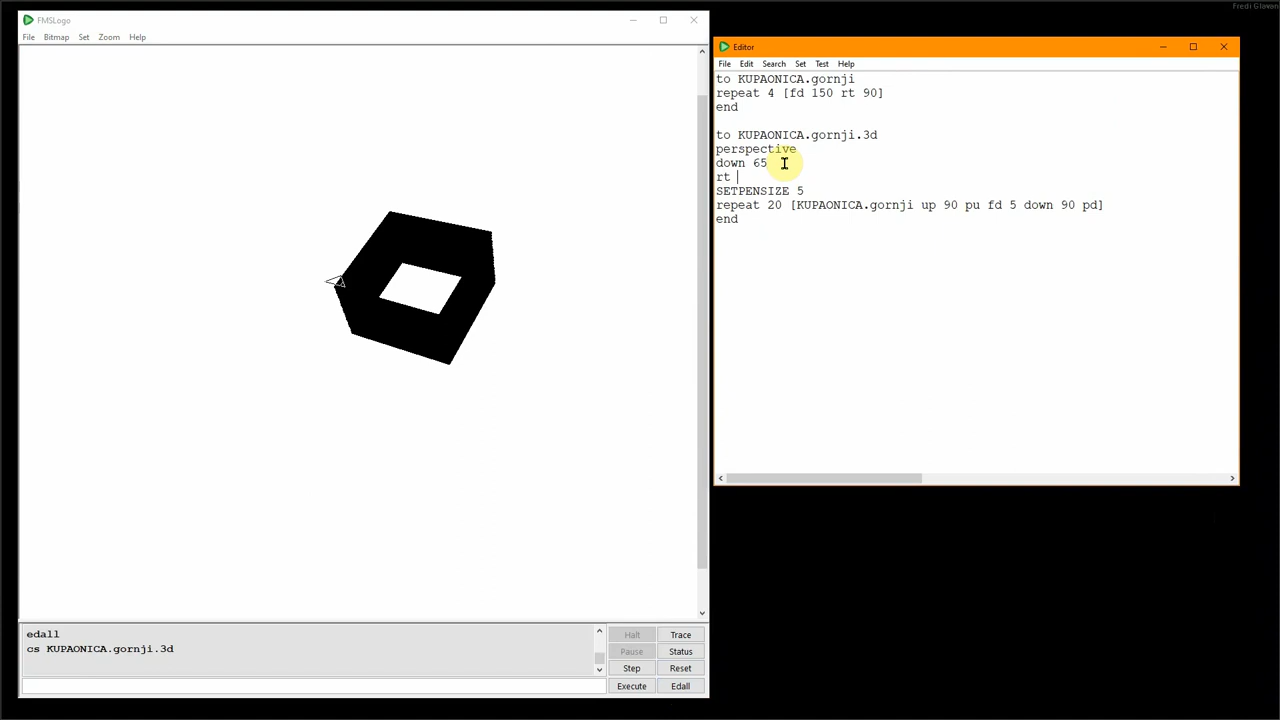 Fredi Glavan
FMSLogo
File Bitmap Set Zoom Help
Editor
File Edit Search Set Test Help
to KUPAONICA.gornji
repeat 4 [fd 150 rt 90]
end
to KUPAONICA.gornji.3d
perspective
down 65
rt
SETPENSIZE 5
repeat 20 [KUPAONICA.gornji up 90 pu fd 5 down 90 pd]
end
edall
cs KUPAONICA.gornji.3d
Halt Trace
Pause Status
Step Reset
Execute Edall